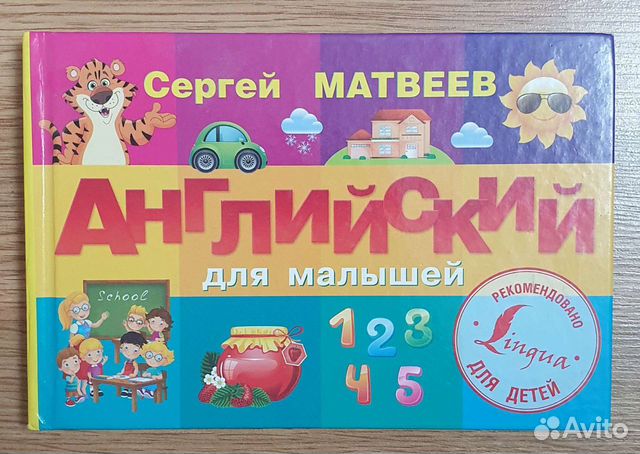 Сергей МАТВЕЕВ
АНГЛИЙСКИЙ
для малышей
School
1 2 3
4 5
РЕКОМЕНДОВАНО
Lingua
ДЛЯ ДЕТЕЙ
Avito